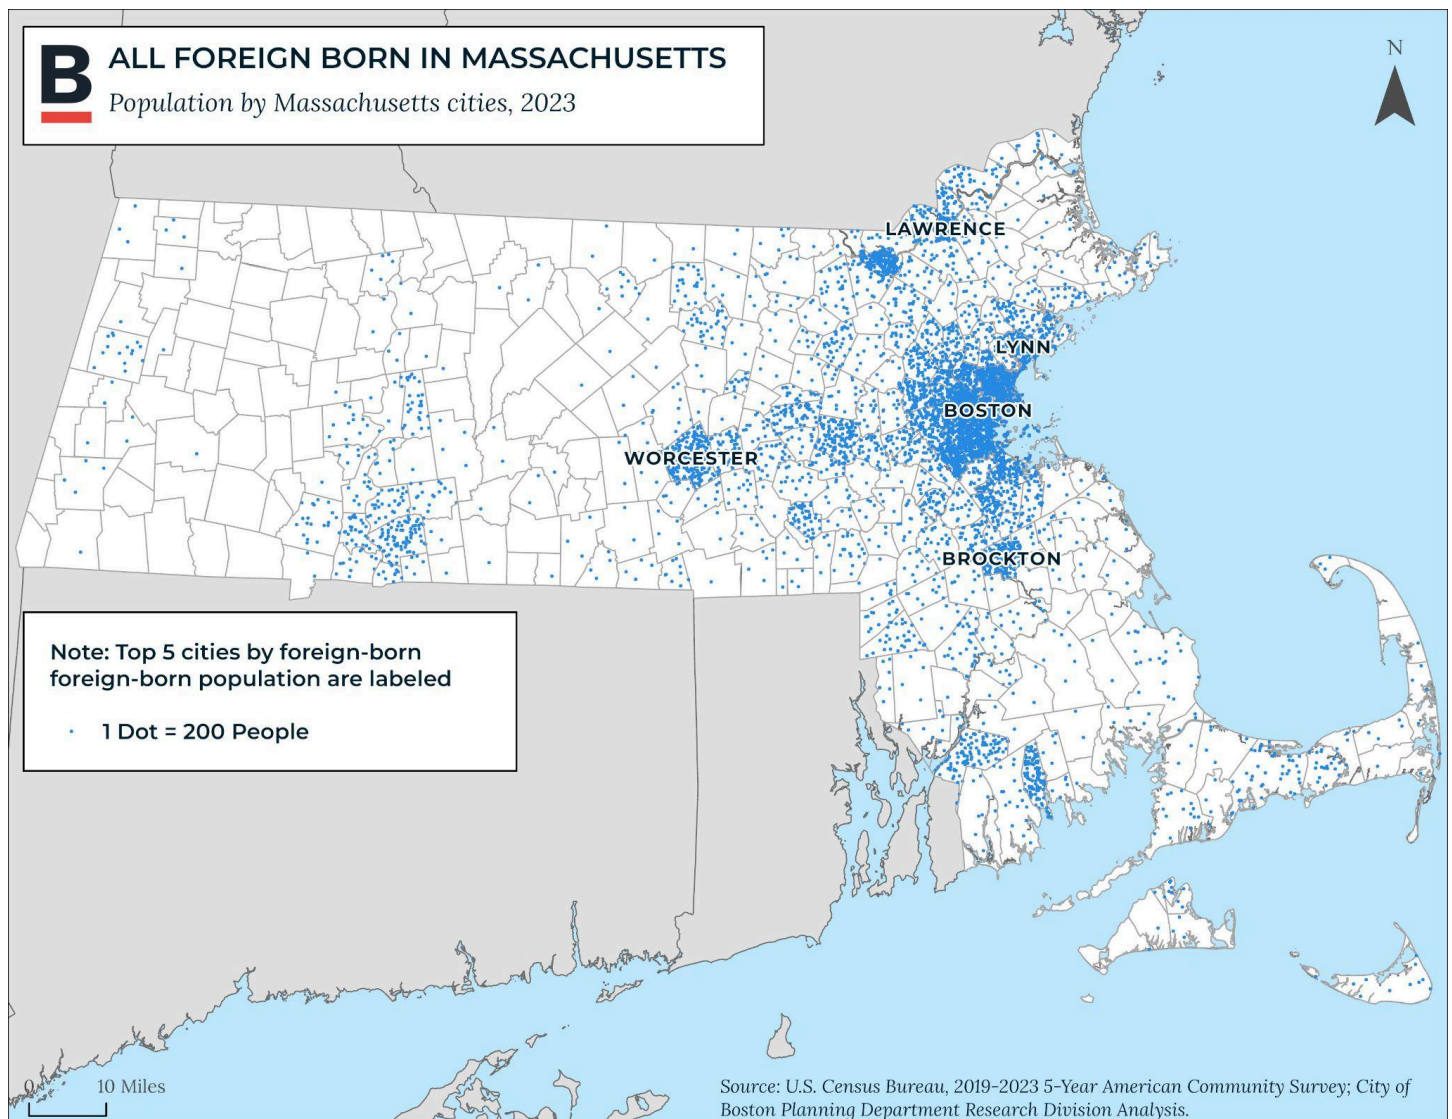 B
ALL FOREIGN BORN IN MASSACHUSETTS
Population by Massachusetts cities, 2023
N
LAWRENCE
LYNN
BOSTON
WORCESTER
BROCKTON
Note: Top 5 cities by foreign-born
foreign-born population are labeled
1 Dot = 200 People
0 10 Miles
Source: U.S. Census Bureau, 2019-2023 5-Year American Community Survey; City of
Boston Planning Department Research Division Analysis.